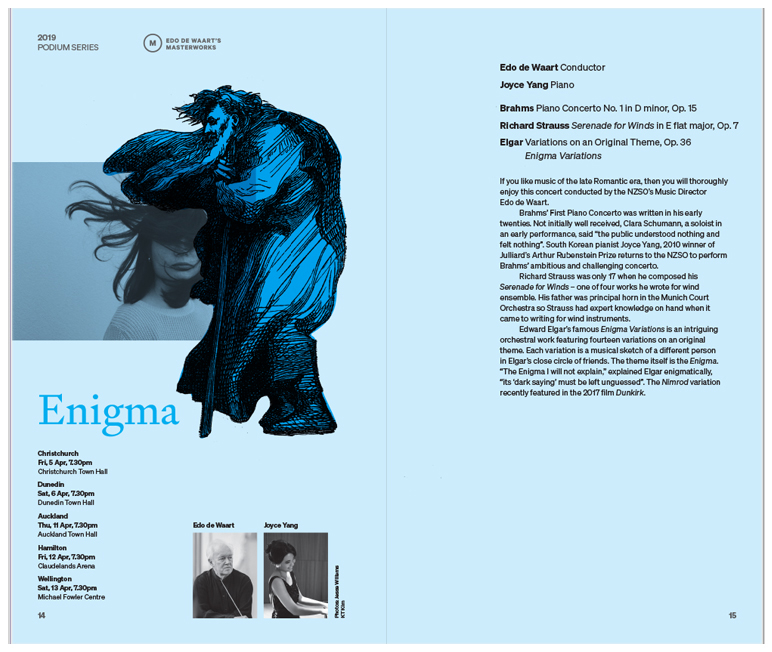 2019
PODIUM SERIES
M
EDO DE WAART'S
MASTERWORKS
Enigma
Christchurch
Fri, 5 Apr, 7.30pm
Christchurch Town Hall
Dunedin
Sat, 6 Apr, 7.30pm
Dunedin Town Hall
Auckland
Thu, 11 Apr, 7.30pm
Auckland Town Hall
Hamilton
Fri, 12 Apr, 7.30pm
Claudelands Arena
Wellington
Sat, 13 Apr, 7.30pm
Michael Fowler Centre
Edo de Waart
Joyce Yang
Photos: Jesse Willems
KT Kim
14
Edo de Waart Conductor
Joyce Yang Piano
Brahms Piano Concerto No. 1 in D minor, Op. 15
Richard Strauss Serenade for Winds in E flat major, Op. 7
Elgar Variations on an Original Theme, Op. 36
Enigma Variations
If you like music of the late Romantic era, then you will thoroughly
enjoy this concert conducted by the NZSO's Music Director
Edo de Waart.
Brahms' First Piano Concerto was written in his early
twenties. Not initially well received, Clara Schumann, a soloist in
an early performance, said "the public understood nothing and
felt nothing". South Korean pianist Joyce Yang, 2010 winner of
Julliard's Arthur Rubenstein Prize returns to the NZSO to perform
Brahms' ambitious and challenging concerto.
Richard Strauss was only 17 when he composed his
Serenade for Winds – one of four works he wrote for wind
ensemble. His father was principal horn in the Munich Court
Orchestra so Strauss had expert knowledge on hand when it
came to writing for wind instruments.
Edward Elgar's famous Enigma Variations is an intriguing
orchestral work featuring fourteen variations on an original
theme. Each variation is a musical sketch of a different person
in Elgar's close circle of friends. The theme itself is the Enigma.
"The Enigma I will not explain," explained Elgar enigmatically,
"its 'dark saying' must be left unguessed". The Nimrod variation
recently featured in the 2017 film Dunkirk.
15